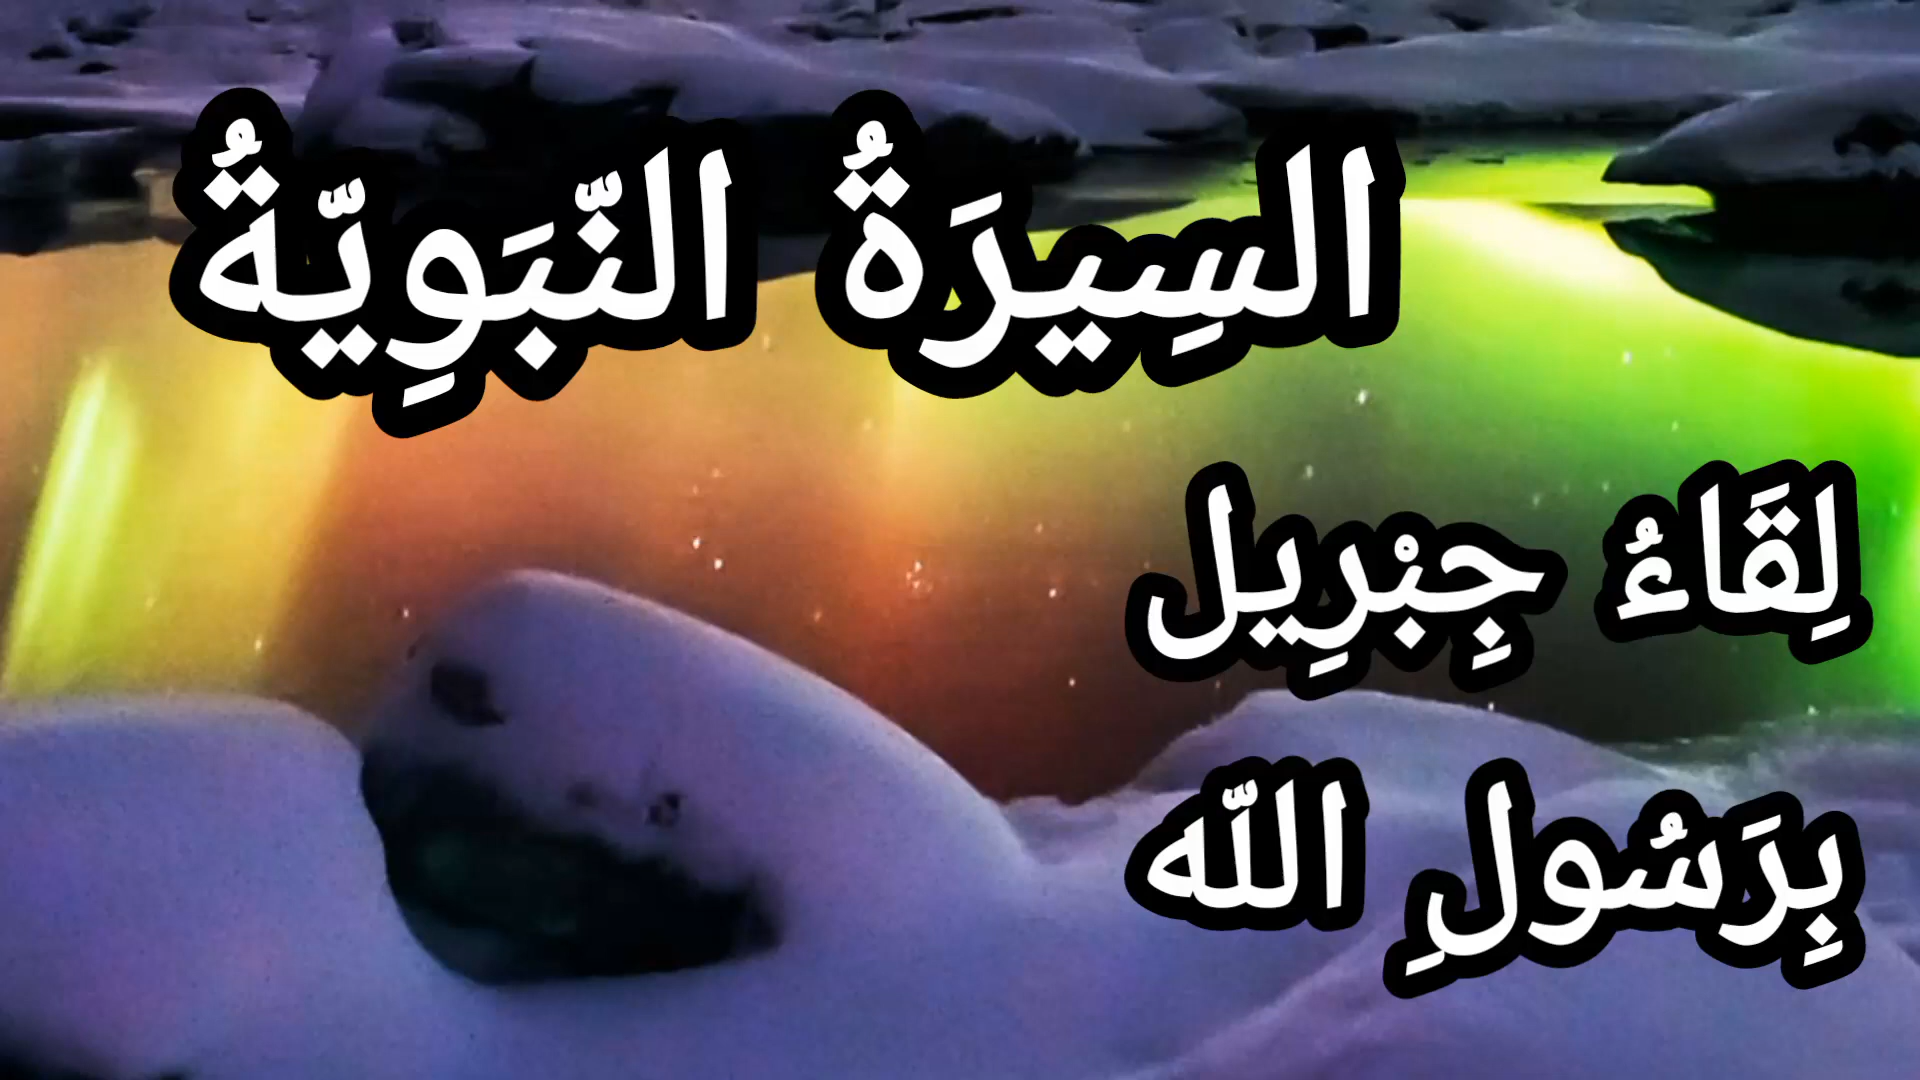 السِيرَةُ النّبَوِيّةُ
لِقَاءُ جِبْرِيل
بِرَسُولِ اللّه